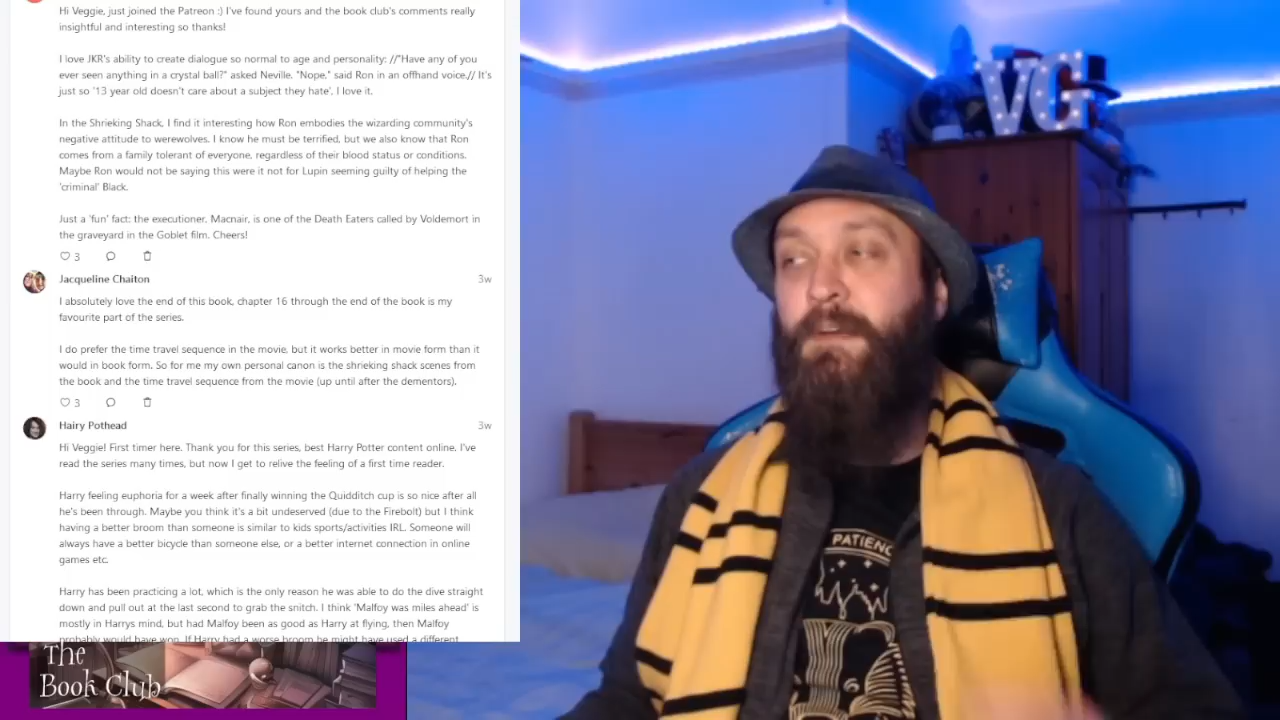 Hi Veggie, just joined the Patreon :) I've found yours and the book club's comments really
insightful and interesting so thanks!
I love JKR's ability to create dialogue so normal to age and personality: //"Have any of you
ever seen anything in a crystal ball?" asked Neville. "Nope," said Ron in an offhand voice.// It's
just so '13 year old doesn't care about a subject they hate', I love it.
In the Shrieking Shack, I find it interesting how Ron embodies the wizarding community's
negative attitude to werewolves. I know he must be terrified, but we also know that Ron
comes from a family tolerant of everyone, regardless of their blood status or conditions.
Maybe Ron would not be saying this were it not for Lupin seeming guilty of helping the
'criminal' Black.
Just a 'fun' fact: the executioner, Macnair, is one of the Death Eaters called by Voldemort in
the graveyard in the Goblet film. Cheers!
3
Jacqueline Chaiton 3w
I absolutely love the end of this book, chapter 16 through the end of the book is my
favourite part of the series.
I do prefer the time travel sequence in the movie, but it works better in movie form than it
would in book form. So for me my own personal canon is the shrieking shack scenes from
the book and the time travel sequence from the movie (up until after the dementors).
3
Hairy Pothead 3w
Hi Veggie! First timer here. Thank you for this series, best Harry Potter content online. I've
read the series many times, but now I get to relive the feeling of a first time reader.
Harry feeling euphoria for a week after finally winning the Quidditch cup is so nice after all
he's been through. Maybe you think it's a bit undeserved (due to the Firebolt) but I think
having a better broom than someone is similar to kids sports/activities IRL. Someone will
always have a better bicycle than someone else, or a better internet connection in online
games etc.
Harry has been practicing a lot, which is the only reason he was able to do the dive straight
down and pull out at the last second to grab the snitch. I think 'Malfoy was miles ahead' is
mostly in Harrys mind, but had Malfoy been as good as Harry at flying, then Malfoy
probably would have won. If Harry had a worse broom he might have used a different
The
Book Club
VG
PATIENC